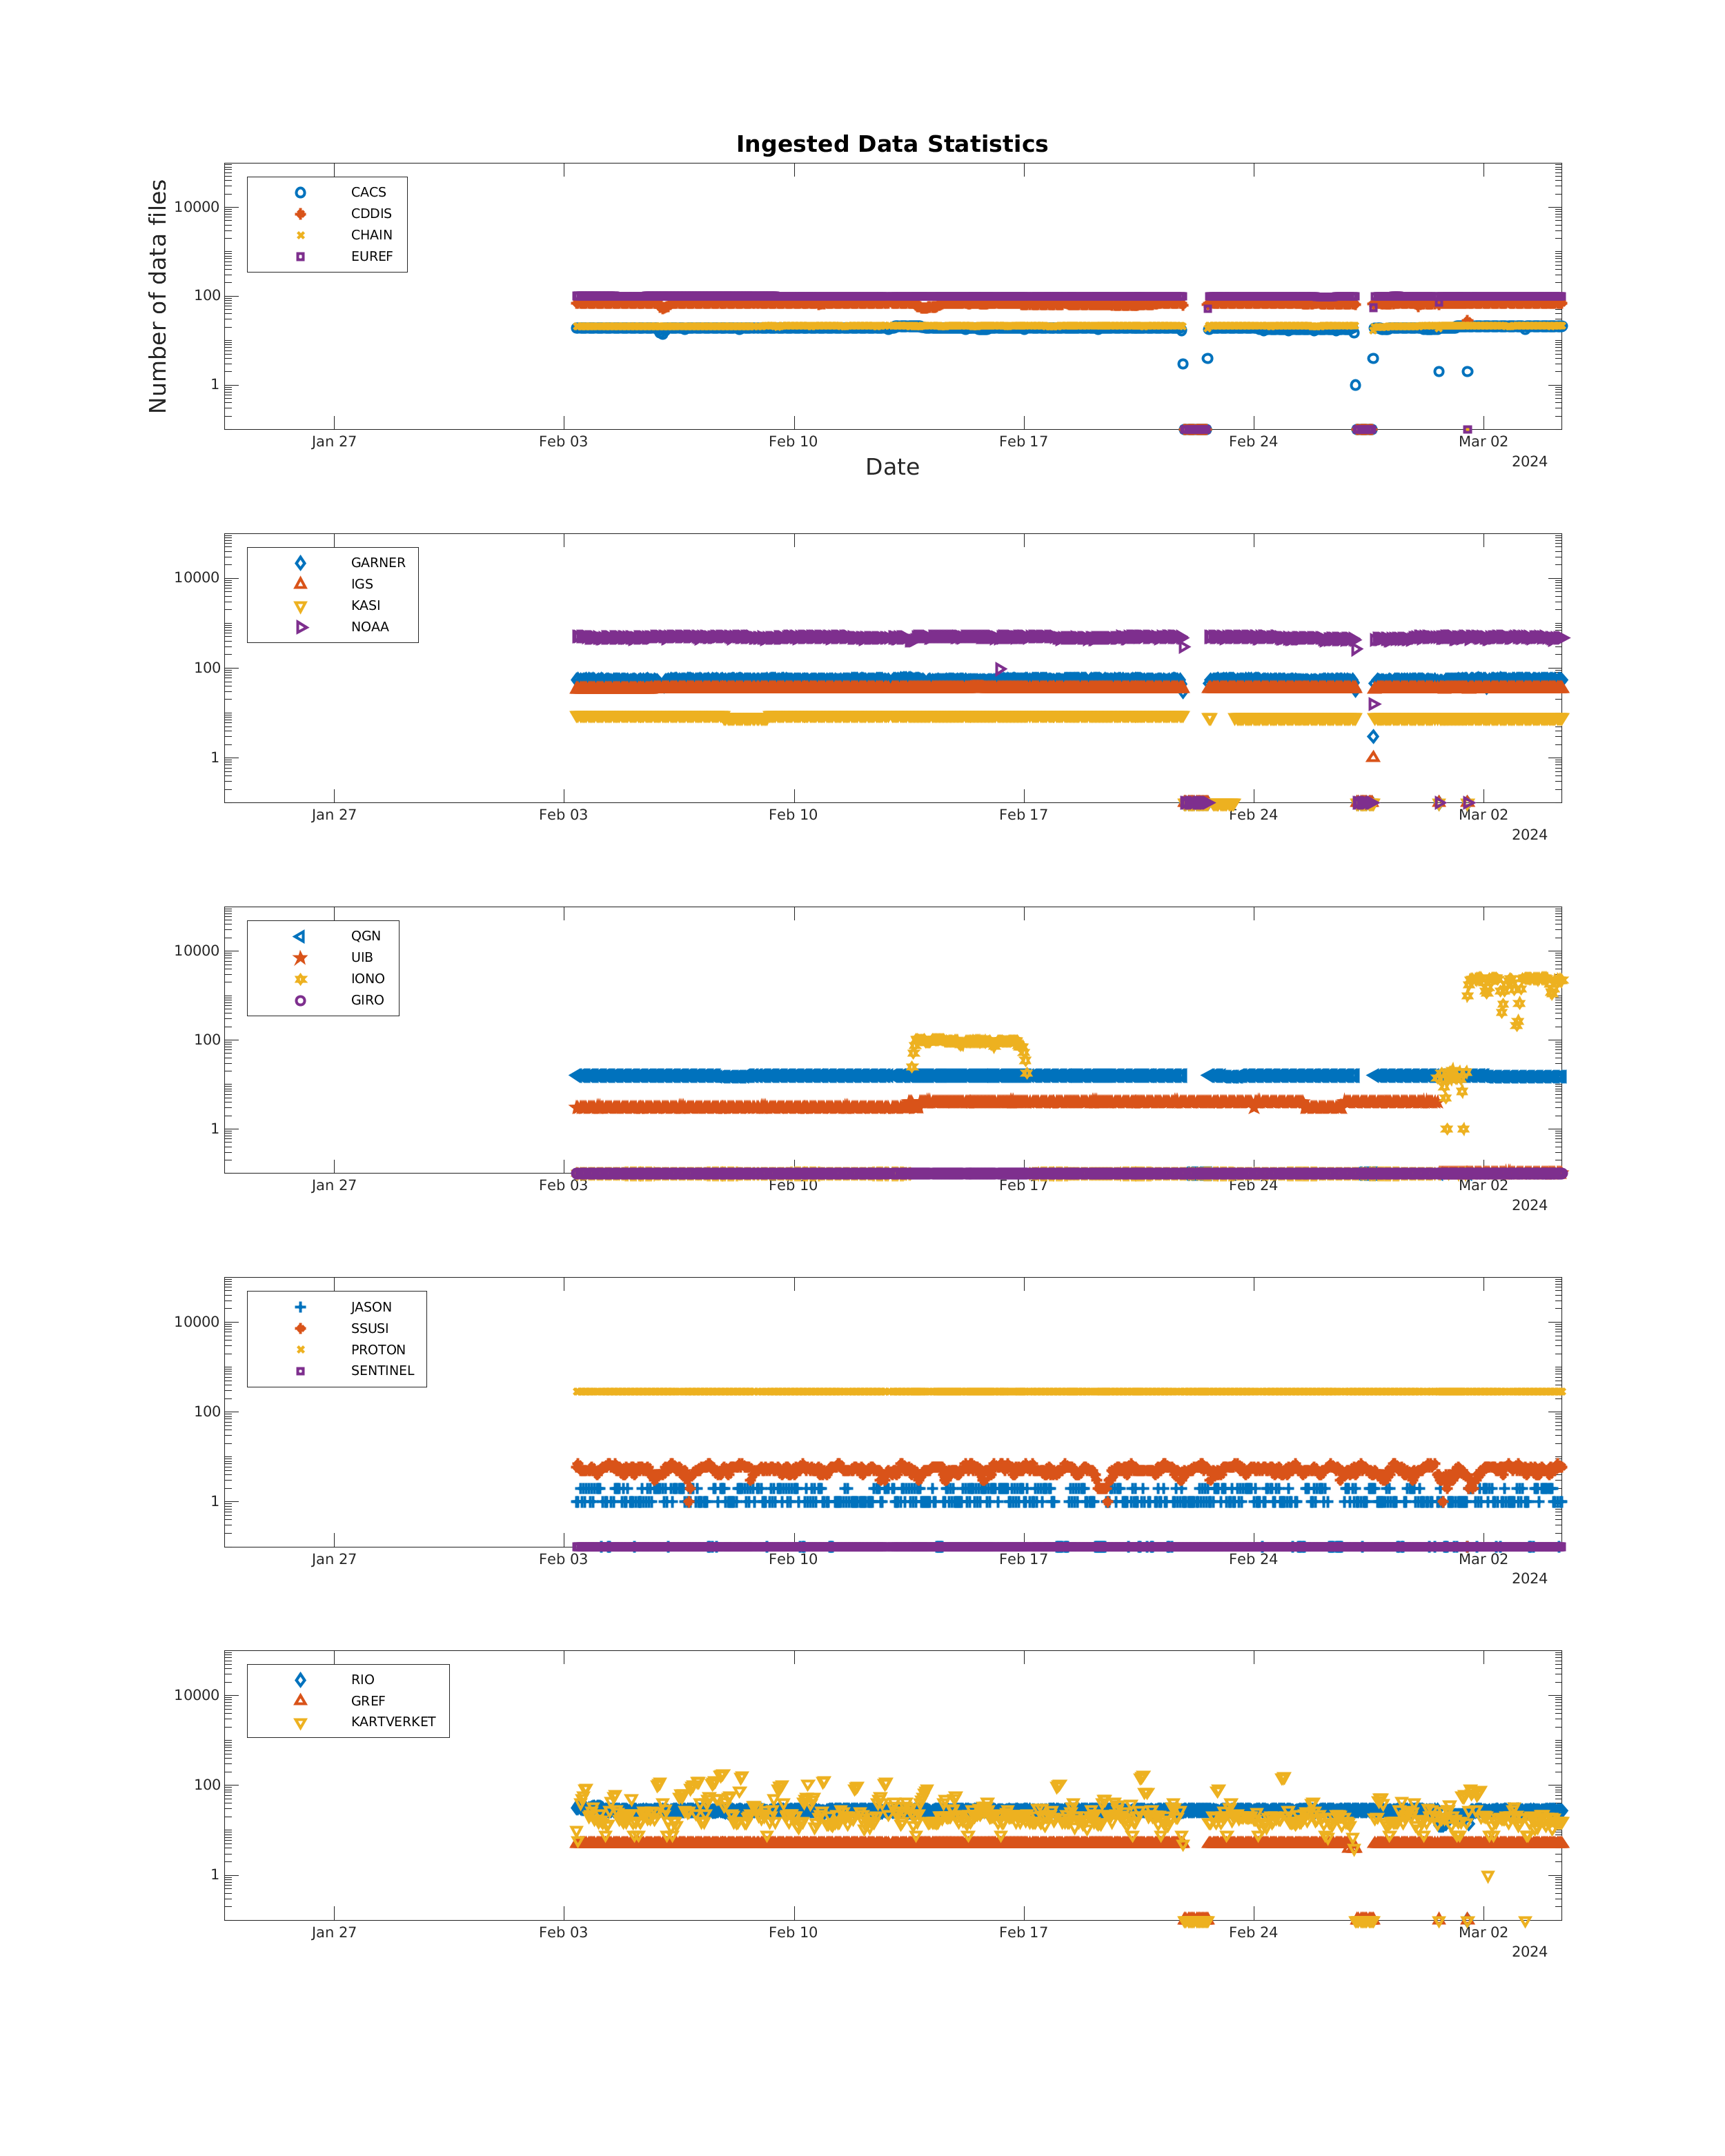 Ingested Data Statistics
Number of data files
CACS
CDDIS
CHAIN
EUREF
10000
100
1
Jan 27 Feb 03 Feb 10 Feb 17 Feb 24 Mar 02
2024
Date
GARNER
IGS
KASI
NOAA
10000
100
1
Jan 27 Feb 03 Feb 10 Feb 17 Feb 24 Mar 02
2024
QGN
UIB
IONO
GIRO
10000
100
1
Jan 27 Feb 03 Feb 10 Feb 17 Feb 24 Mar 02
2024
JASON
SSUSI
PROTON
SENTINEL
10000
100
1
Jan 27 Feb 03 Feb 10 Feb 17 Feb 24 Mar 02
2024
RIO
GREF
KARTVERKET
10000
100
1
Jan 27 Feb 03 Feb 10 Feb 17 Feb 24 Mar 02
2024